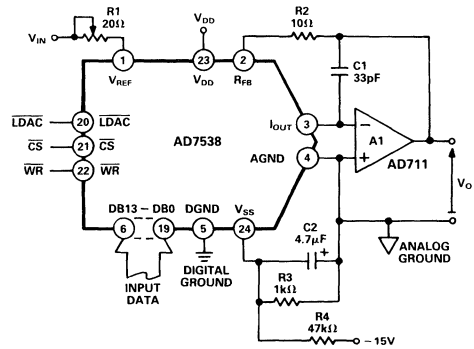 R1
20Ω
VIN
VDD
R2
10Ω
1
23
2
VREF
VDD
RFB
C1
33pF
20
LDAC
LDAC
21
CS
CS
22
WR
WR
AD7538
IOUT
3
AGND
4
−
+
A1
AD711
VO
DB13 – DB0
DGND
VSS
6
19
5
24
INPUT
DATA
DIGITAL
GROUND
C2
4.7µF
+
ANALOG
GROUND
R3
1kΩ
R4
47kΩ
−15V